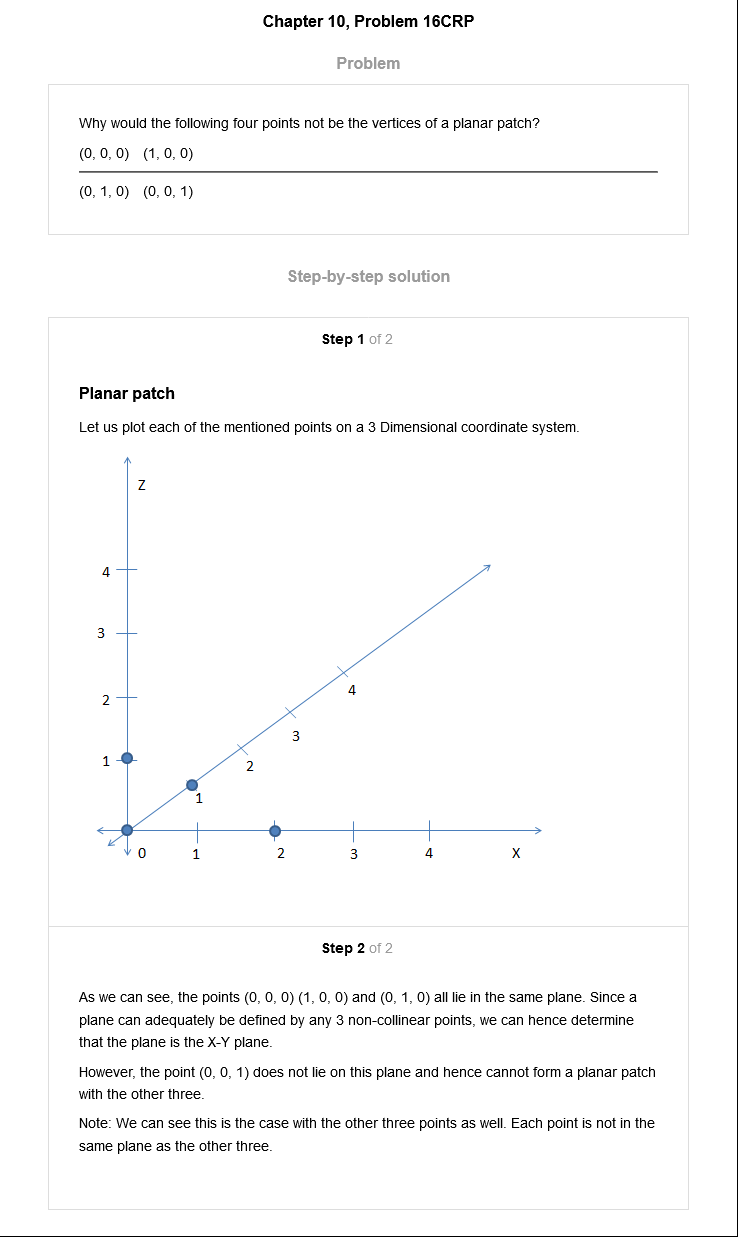 Chapter 10, Problem 16CRP
Problem
Why would the following four points not be the vertices of a planar patch?
(0, 0, 0) (1, 0, 0)
(0, 1, 0) (0, 0, 1)
Step-by-step solution
Step 1 of 2
Planar patch
Let us plot each of the mentioned points on a 3 Dimensional coordinate system.
Z
4
3
4
2
3
2
1
1
0 1 2 3 4 X
Step 2 of 2
As we can see, the points (0, 0, 0) (1, 0, 0) and (0, 1, 0) all lie in the same plane. Since a
plane can adequately be defined by any 3 non-collinear points, we can hence determine
that the plane is the X-Y plane.
However, the point (0, 0, 1) does not lie on this plane and hence cannot form a planar patch
with the other three.
Note: We can see this is the case with the other three points as well. Each point is not in the
same plane as the other three.